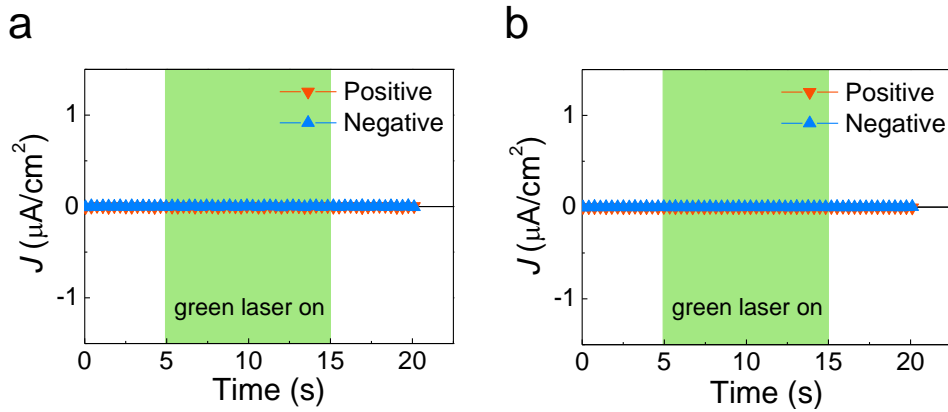 a
Positive
Negative
1
0
-1
J (μA/cm²)
green laser on
0 5 10 15 20
Time (s)
b
Positive
Negative
1
0
-1
J (μA/cm²)
green laser on
0 5 10 15 20
Time (s)